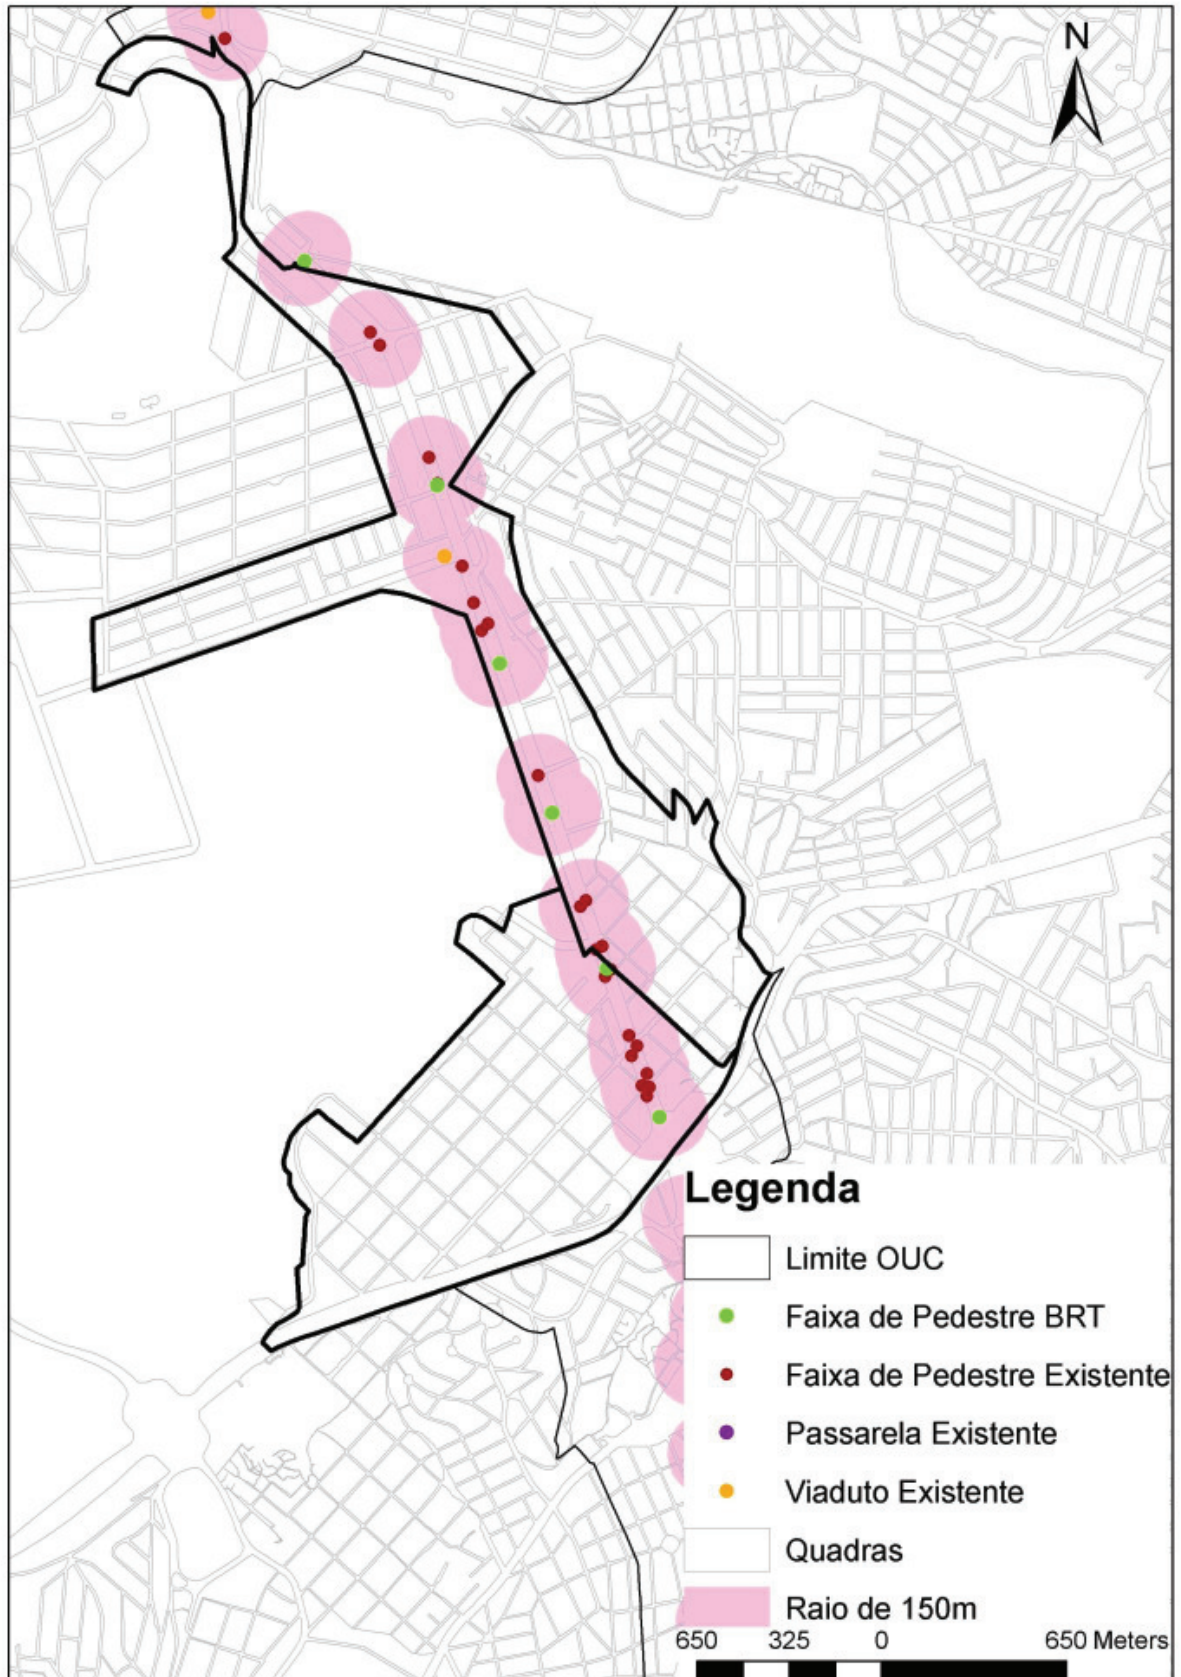 N
Legenda
Limite OUC
Faixa de Pedestre BRT
Faixa de Pedestre Existente
Passarela Existente
Viaduto Existente
Quadras
Raio de 150m
650 325 0 650 Meters